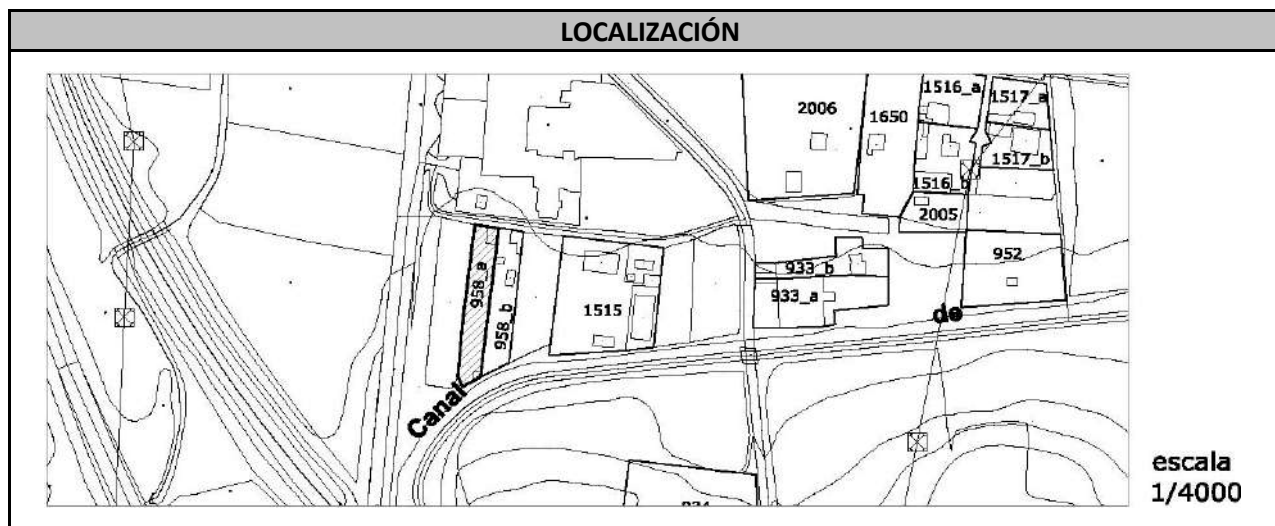 LOCALIZACIÓN
1516_a
1517_a
2006
1650
1517_b
1516_b
2005
952
933_b
958_a
933_a
1515
de
958_b
Canal
escala
1/4000